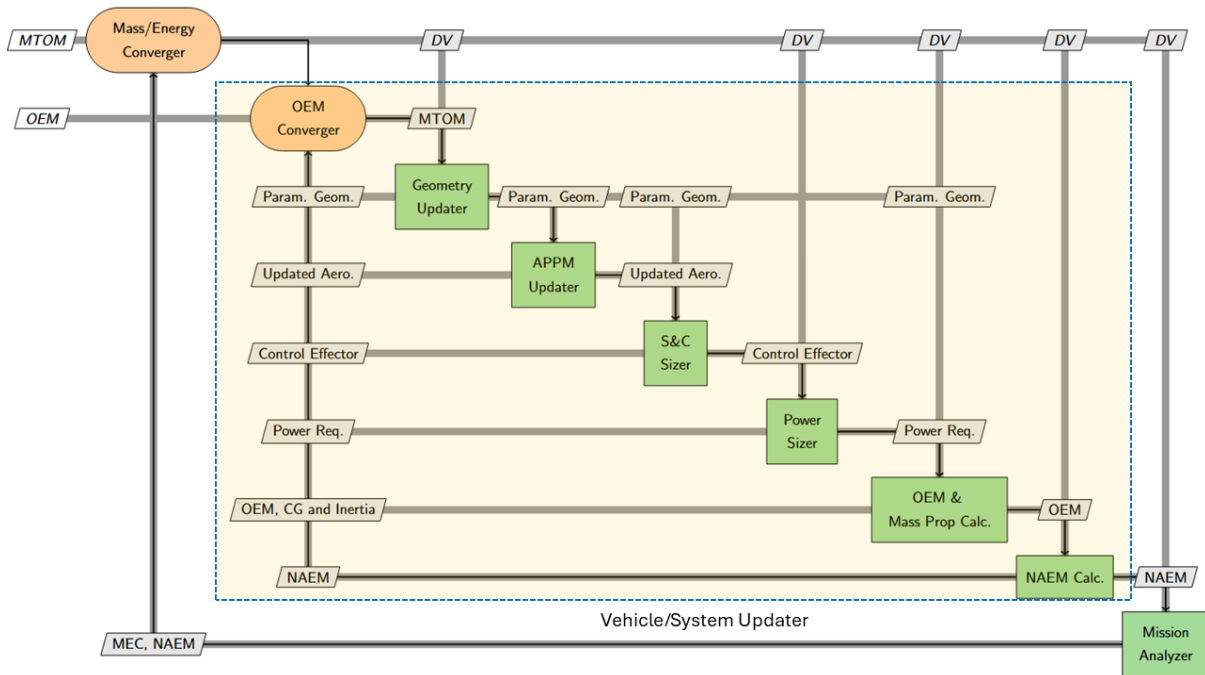 MTOM
Mass/Energy
Converger
DV
DV
DV
DV
DV
OEM
OEM
Converger
MTOM
Param. Geom.
Geometry
Updater
Param. Geom.
Param. Geom.
Param. Geom.
Updated Aero.
APPM
Updater
Updated Aero.
Control Effector
S&C
Sizer
Control Effector
Power Req.
Power
Sizer
Power Req.
OEM, CG and Inertia
OEM &
Mass Prop Calc.
OEM
NAEM
NAEM Calc.
NAEM
Vehicle/System Updater
MEC, NAEM
Mission
Analyzer